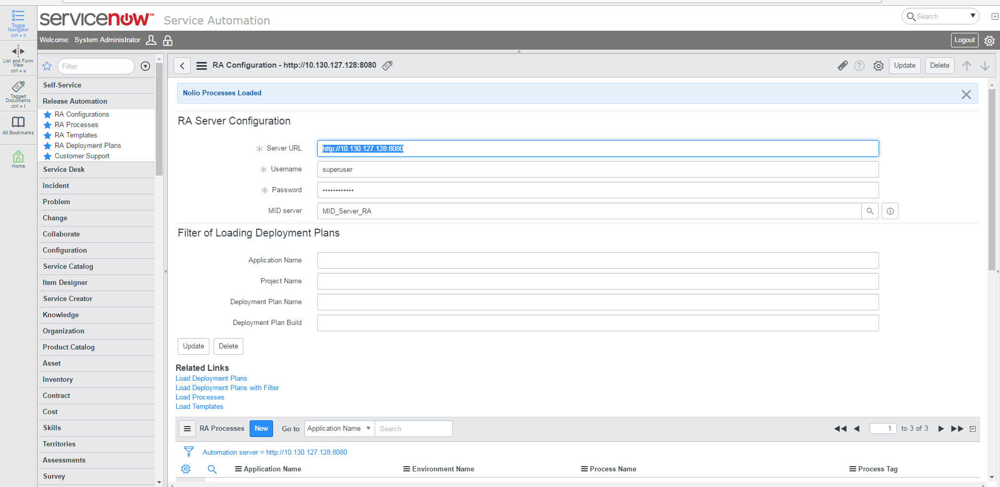 servicenow™ Service Automation
Search
Toggle Navigator
ctrl + n
Welcome: System Administrator
Logout
List and Form View
ctrl + v
Tagged Documents
ctrl + t
All Bookmarks
Home
Filter
Self-Service
Release Automation
RA Configurations
RA Processes
RA Templates
RA Deployment Plans
Customer Support
Service Desk
Incident
Problem
Change
Collaborate
Configuration
Service Catalog
Item Designer
Service Creator
Knowledge
Organization
Product Catalog
Asset
Inventory
Contract
Cost
Skills
Territories
Assessments
Survey
RA Configuration - http://10.130.127.128:8080
Update Delete
Nolio Processes Loaded
RA Server Configuration
Server URL http://10.130.127.128:8080
Username superuser
Password ••••••••••••
MID server MID_Server_RA
Filter of Loading Deployment Plans
Application Name
Project Name
Deployment Plan Name
Deployment Plan Build
Update Delete
Related Links
Load Deployment Plans
Load Deployment Plans with Filter
Load Processes
Load Templates
RA Processes New Go to Application Name Search 1 to 3 of 3
Automation server = http://10.130.127.128:8080
Application Name Environment Name Process Name Process Tag